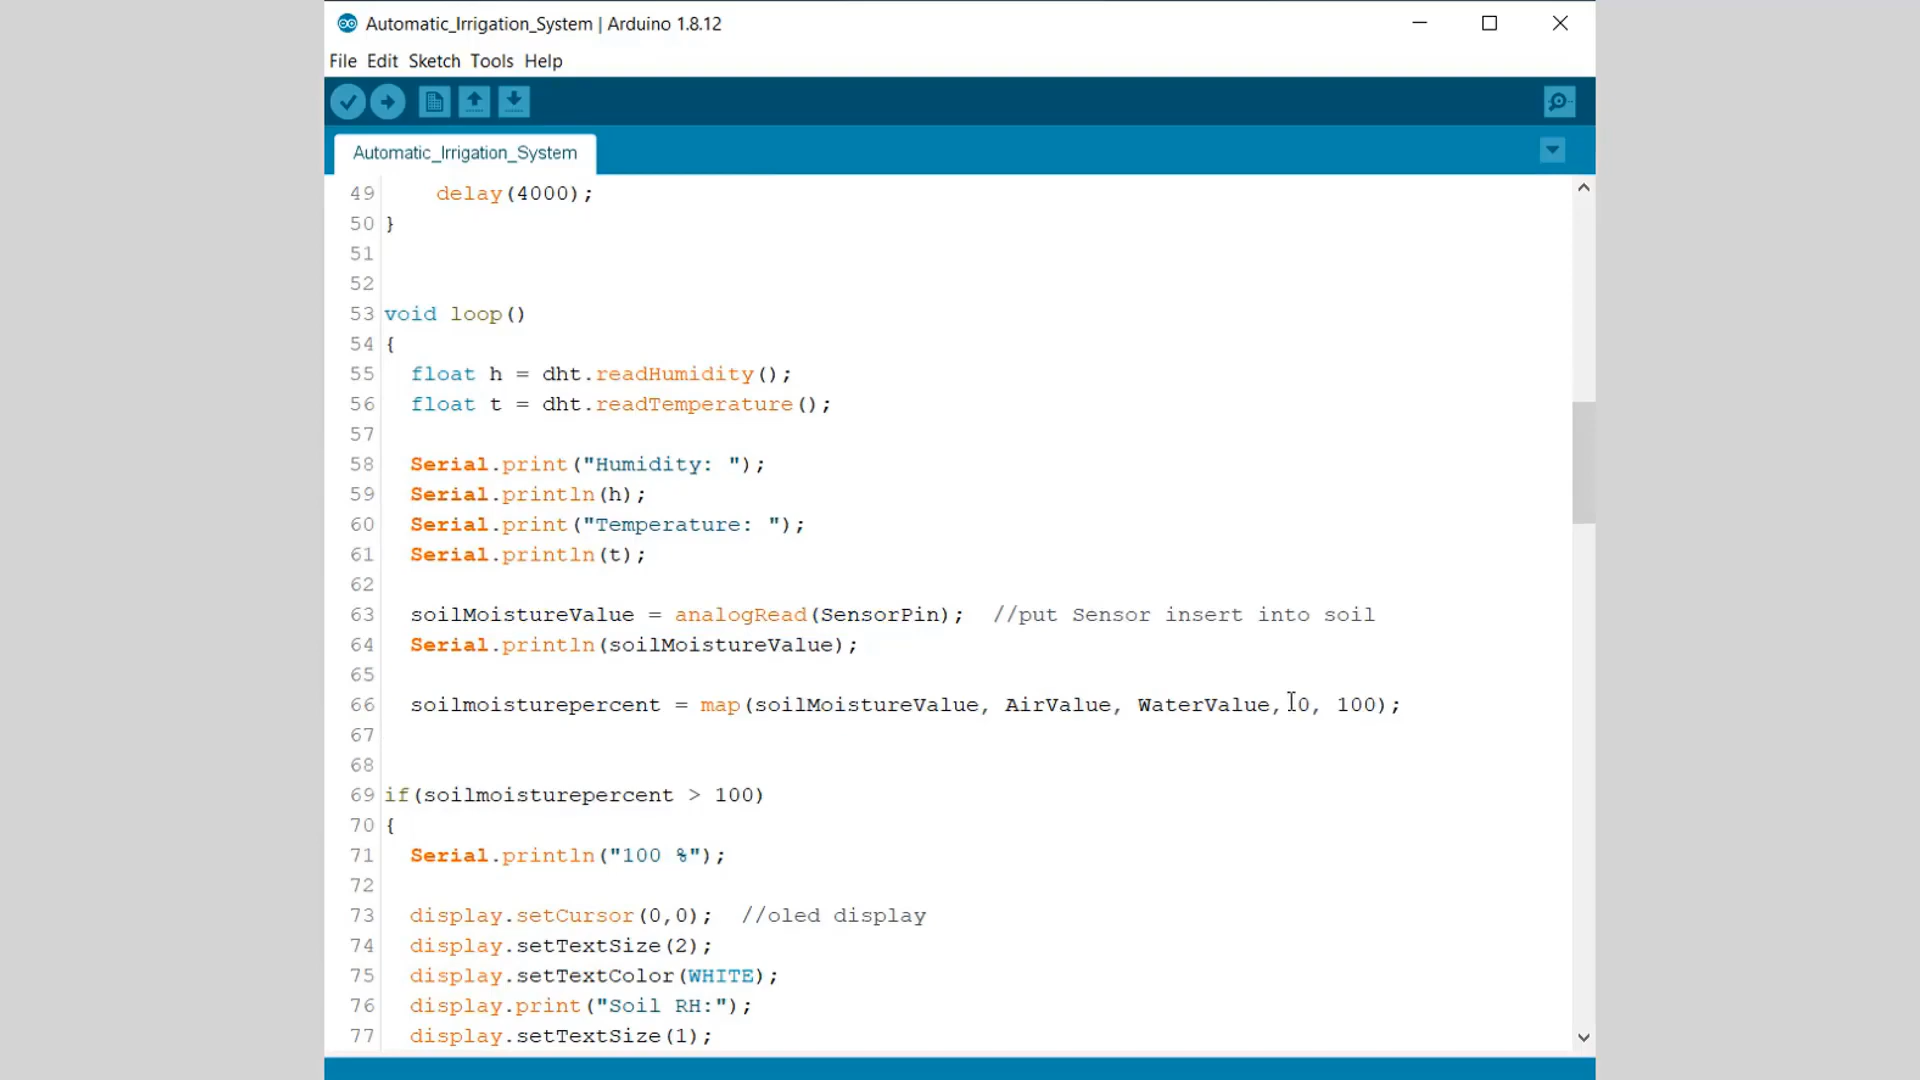 Automatic_Irrigation_System | Arduino 1.8.12
File Edit Sketch Tools Help
Automatic_Irrigation_System
49 delay(4000);
50 }
51
52
53 void loop()
54 {
55 float h = dht.readHumidity();
56 float t = dht.readTemperature();
57
58 Serial.print("Humidity: ");
59 Serial.println(h);
60 Serial.print("Temperature: ");
61 Serial.println(t);
62
63 soilMoistureValue = analogRead(SensorPin); //put Sensor insert into soil
64 Serial.println(soilMoistureValue);
65
66 soilmoisturepercent = map(soilMoistureValue, AirValue, WaterValue, 0, 100);
67
68
69 if(soilmoisturepercent > 100)
70 {
71 Serial.println("100 %");
72
73 display.setCursor(0,0); //oled display
74 display.setTextSize(2);
75 display.setTextColor(WHITE);
76 display.print("Soil RH:");
77 display.setTextSize(1);